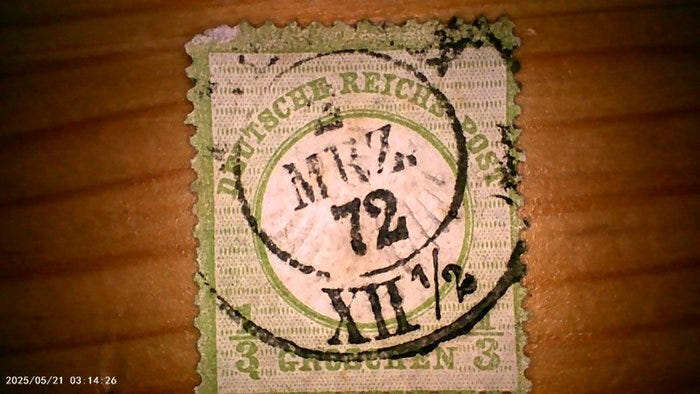 DEUTSCHE REICHS-POST
MRZ.
72
XII 1/2
1/3 GROSCHEN 1/3
2025/05/21 03:14:26